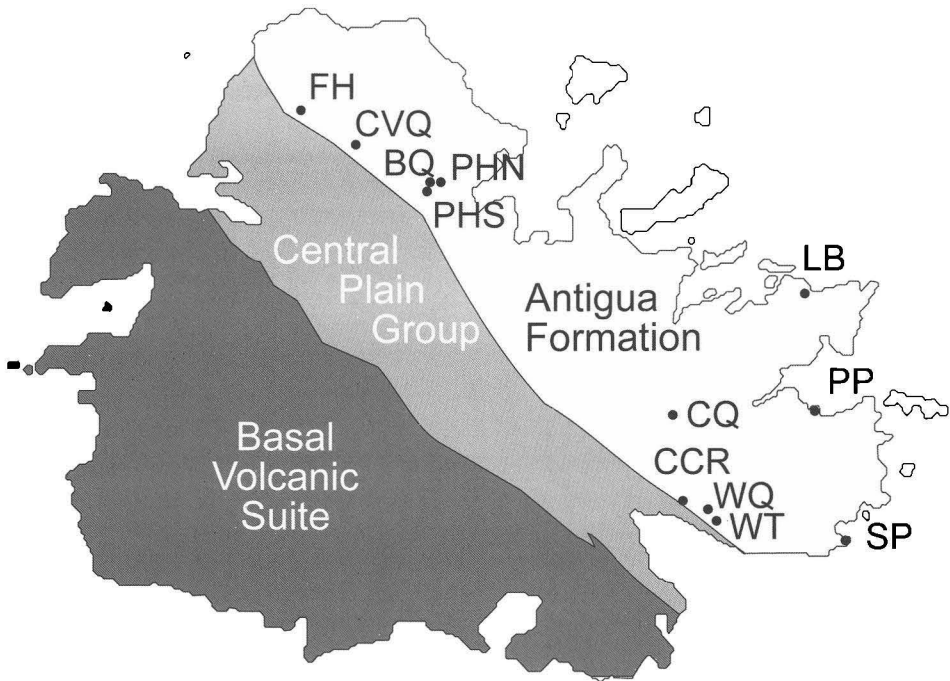 FH
CVQ
BQ
PHN
PHS
Central
Plain
Group
LB
Antigua
Formation
PP
CQ
Basal
Volcanic
Suite
CCR
WQ
WT
SP